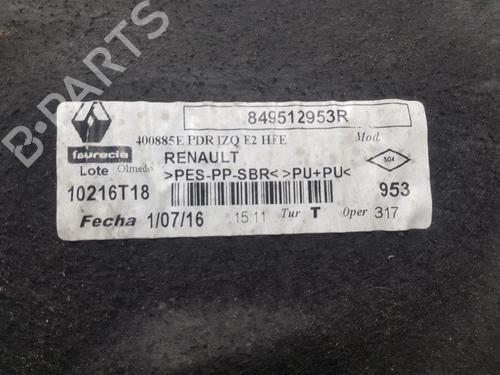 B-PARTS
849512953R
400885E PDR IZQ E2 HFE Mod.
faurecia
RENAULT
504
Lote Olmedo
>PES-PP-SBR< >PU+PU<
10216T18
953
Fecha 1/07/16 15.11 Tur T Oper 317